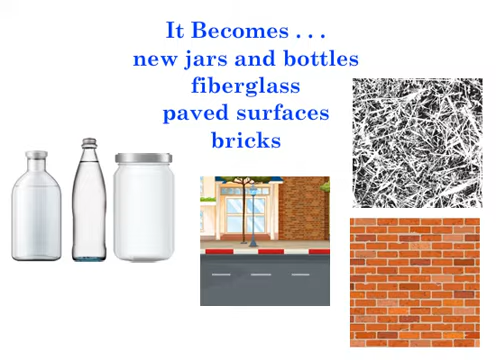 It Becomes . . .
new jars and bottles
fiberglass
paved surfaces
bricks